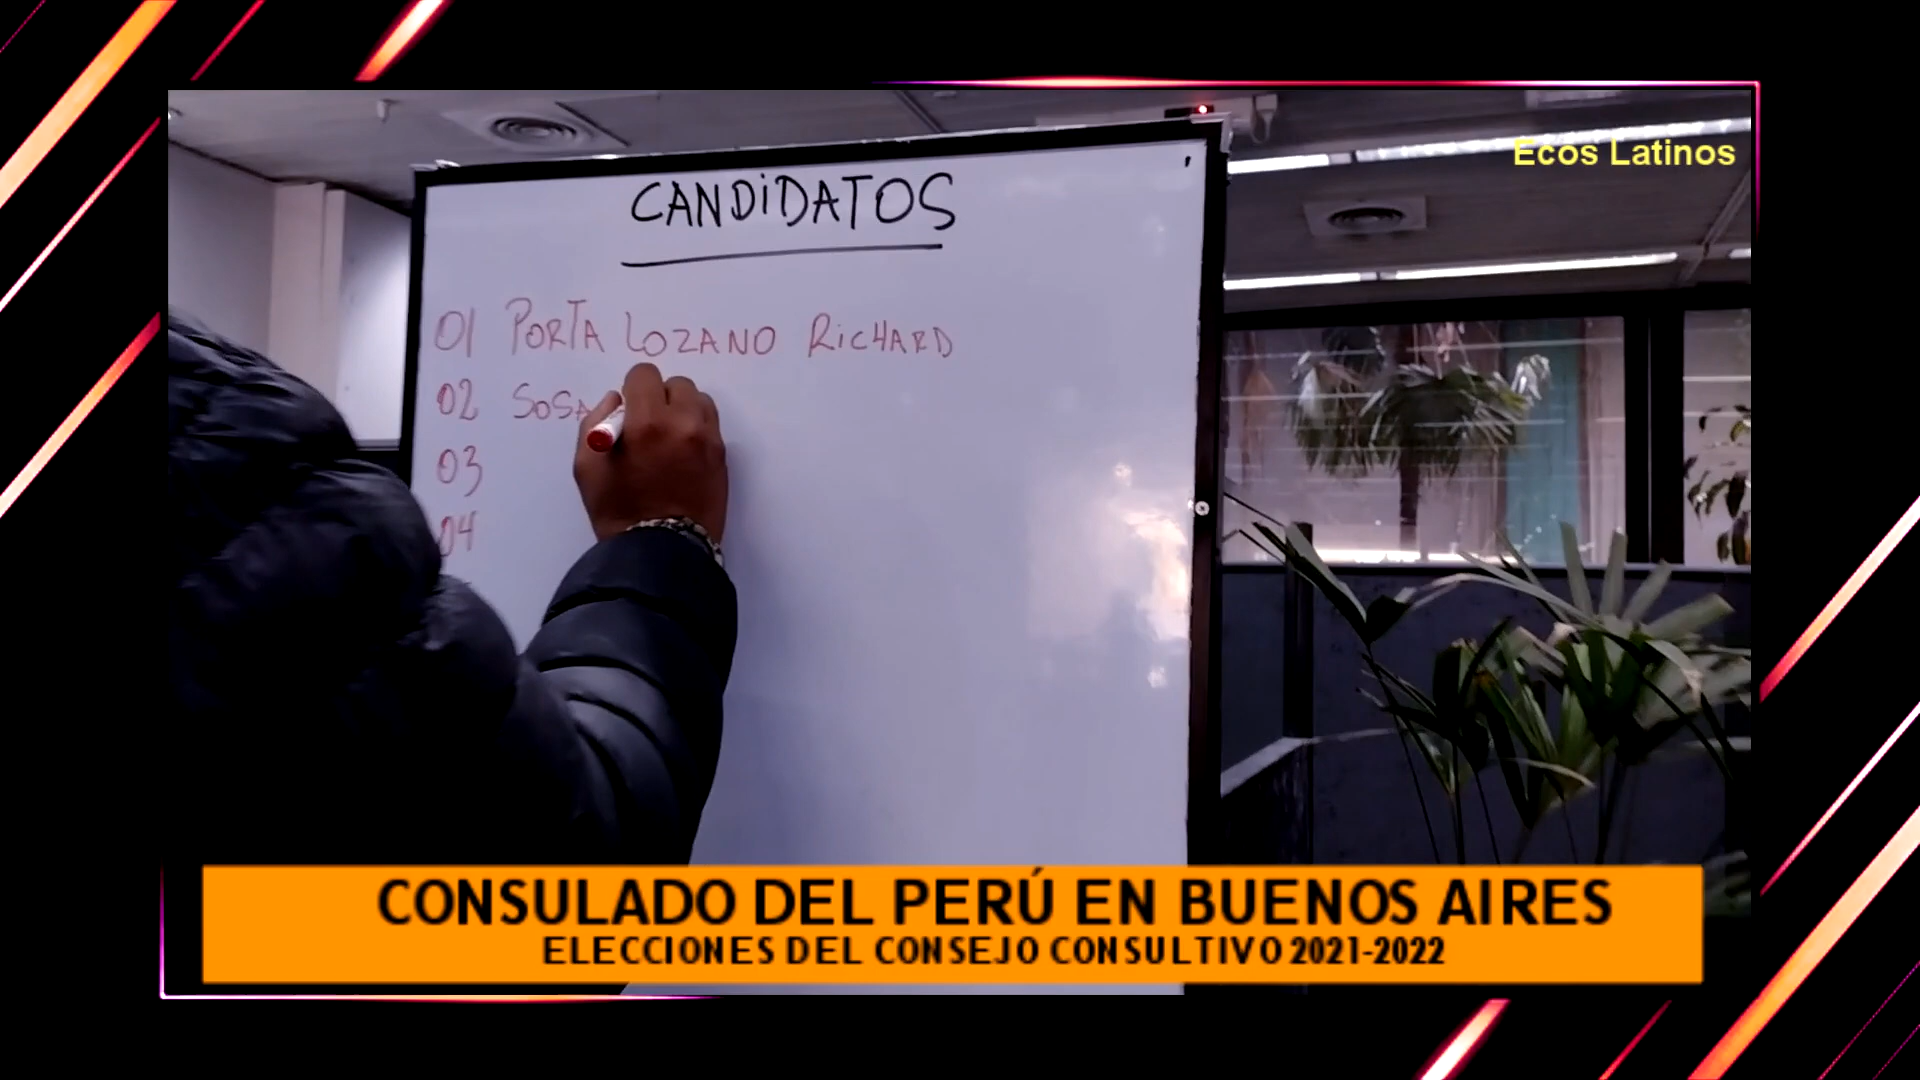 Ecos Latinos
CANDIDATOS
01 PORTA LOZANO RICHARD
02 SOSA
03
04
CONSULADO DEL PERÚ EN BUENOS AIRES
ELECCIONES DEL CONSEJO CONSULTIVO 2021-2022